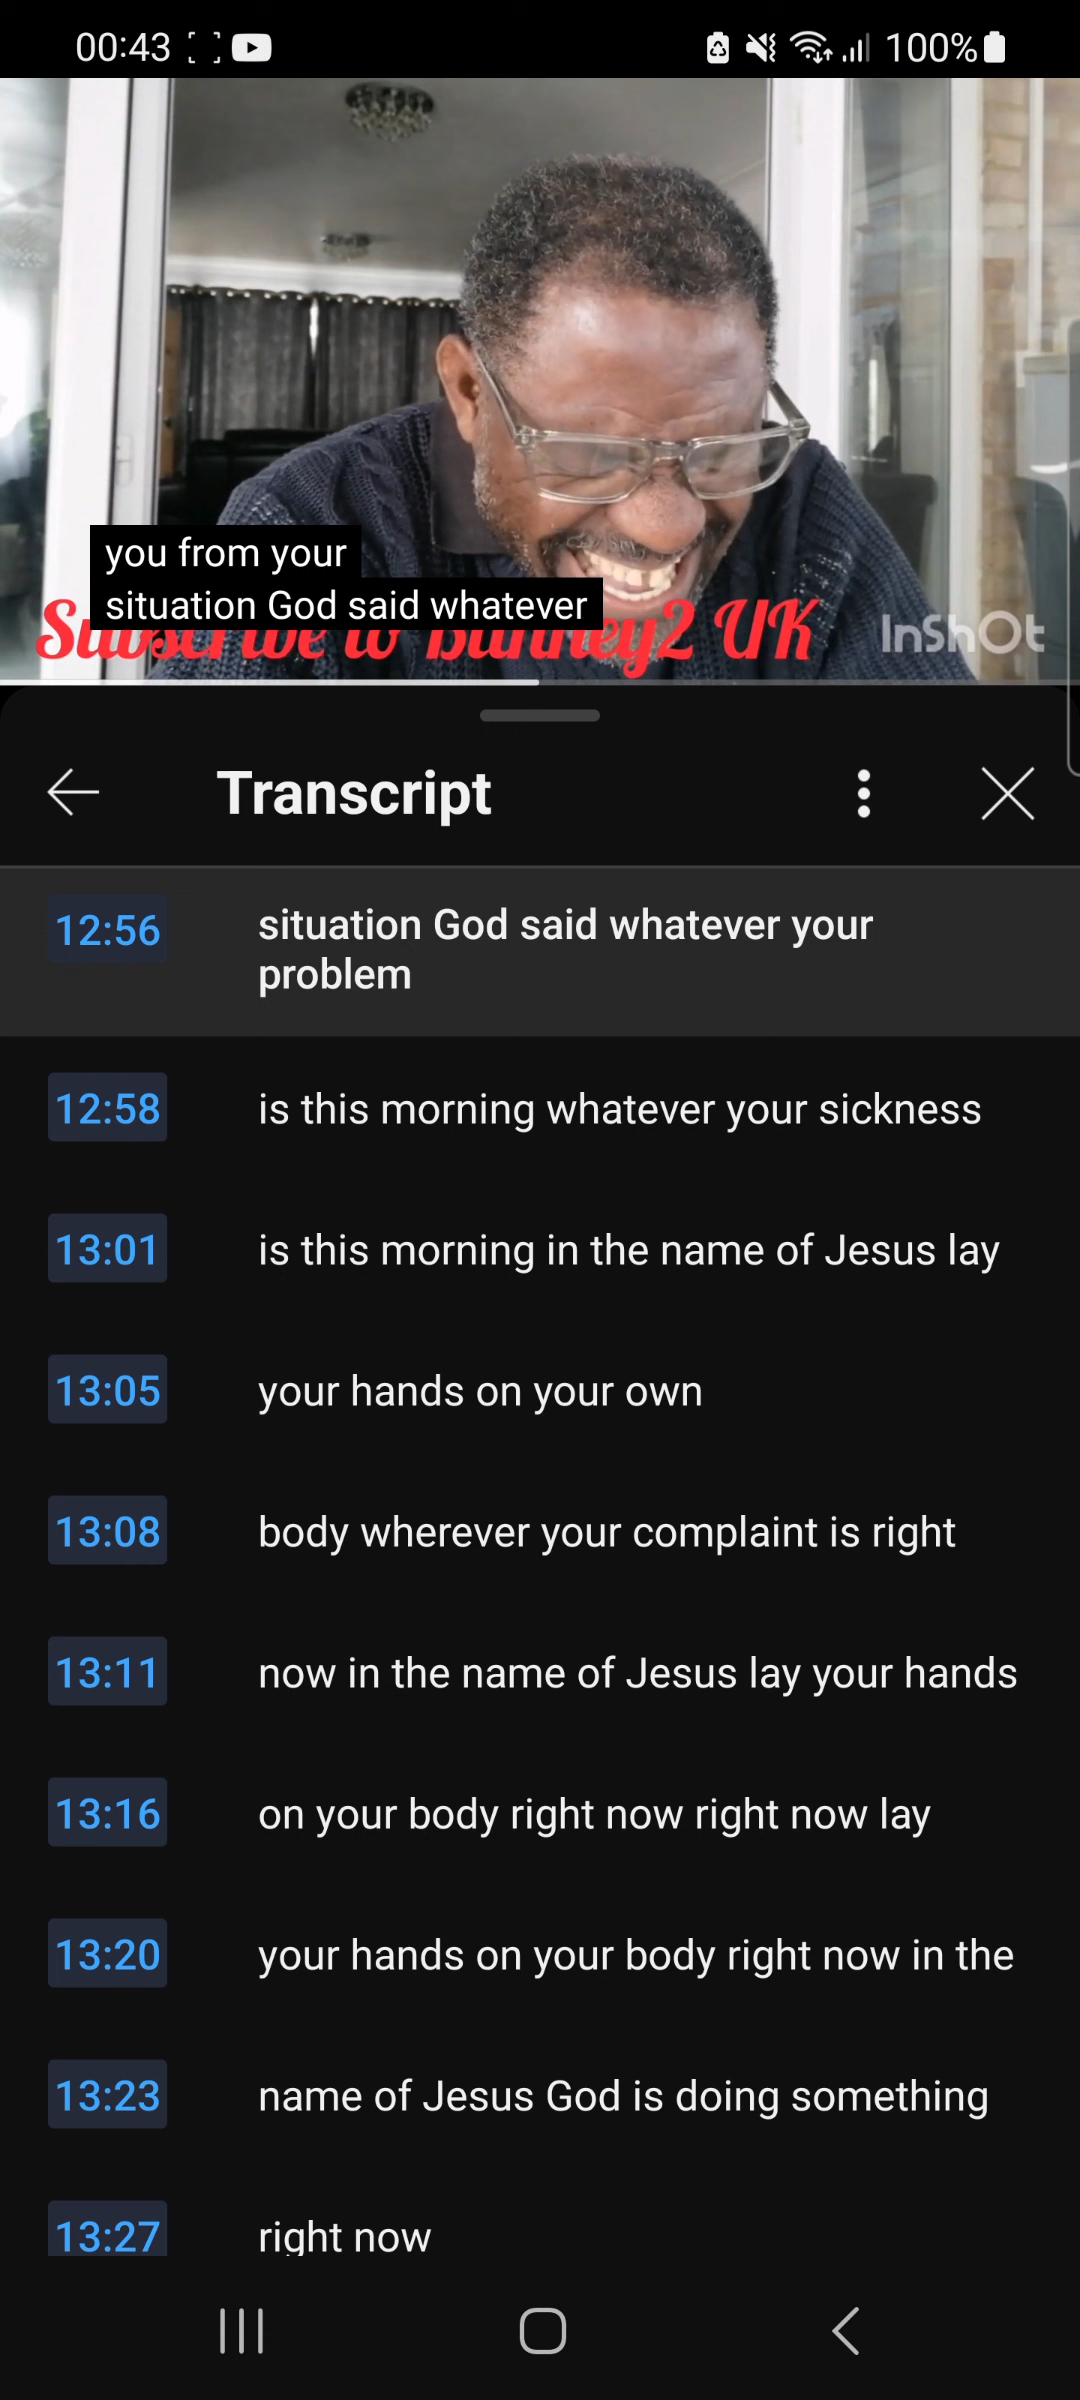 00:43
100%
you from your
situation God said whatever
Subscribe to Bunney2 UK
InShOt
Transcript
12:56
situation God said whatever your
problem
12:58
is this morning whatever your sickness
13:01
is this morning in the name of Jesus lay
13:05
your hands on your own
13:08
body wherever your complaint is right
13:11
now in the name of Jesus lay your hands
13:16
on your body right now right now lay
13:20
your hands on your body right now in the
13:23
name of Jesus God is doing something
13:27
right now